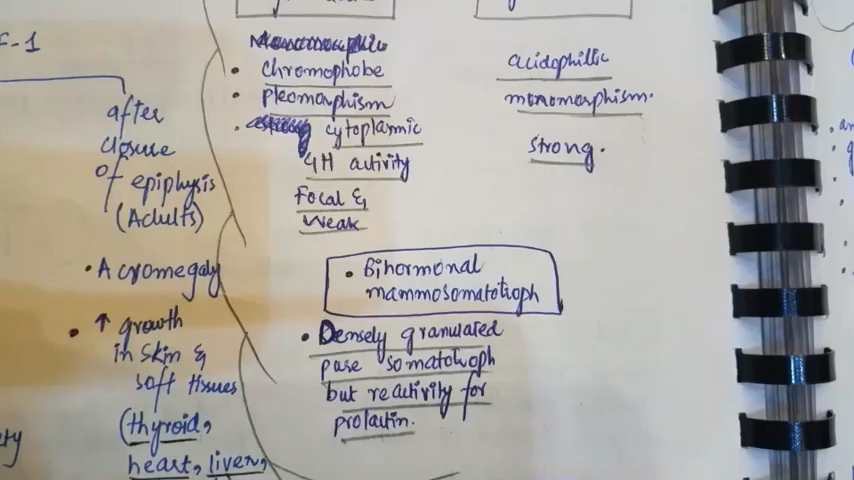 F-1
after
closure
of epiphysis
(Adults)
• Acromegaly
• ↑ growth
in skin &
soft tissues
(thyroid,
heart, liver,
• chromophobe
• pleomorphism
• cytoplasmic
GH activity
Focal &
Weak
acidophillic
monomorphism.
strong.
• Bihormonal
mammosomatotroph
• Densely granulated
pure somatotroph
but reactivity for
prolactin.